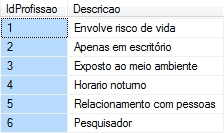 IdProfissao Descricao
1 Envolve risco de vida
2 Apenas em escritório
3 Exposto ao meio ambiente
4 Horario noturno
5 Relacionamento com pessoas
6 Pesquisador